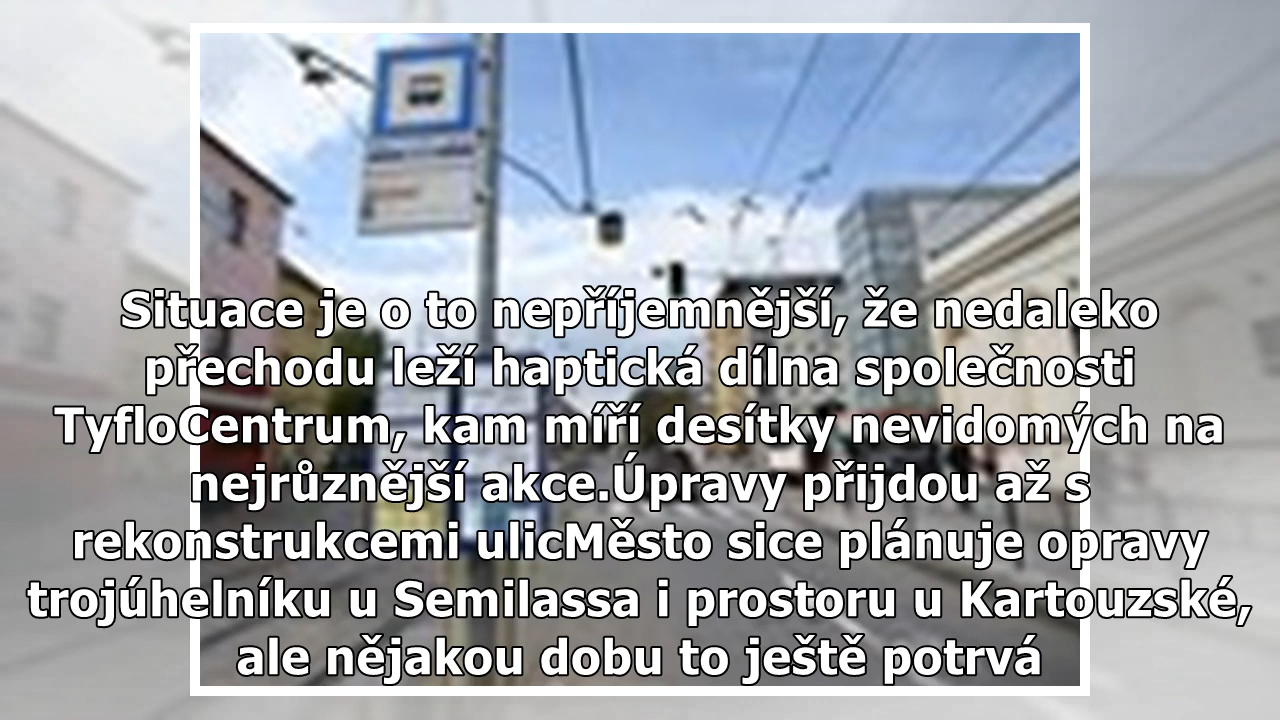 Situace je o to nepříjemnější, že nedaleko
přechodu leží haptická dílna společnosti
TyfloCentrum, kam míří desítky nevidomých na
nejrůznější akce.Úpravy přijdou až s
rekonstrukcemi ulicMěsto sice plánuje opravy
trojúhelníku u Semilassa i prostoru u Kartouzské,
ale nějakou dobu to ještě potrvá